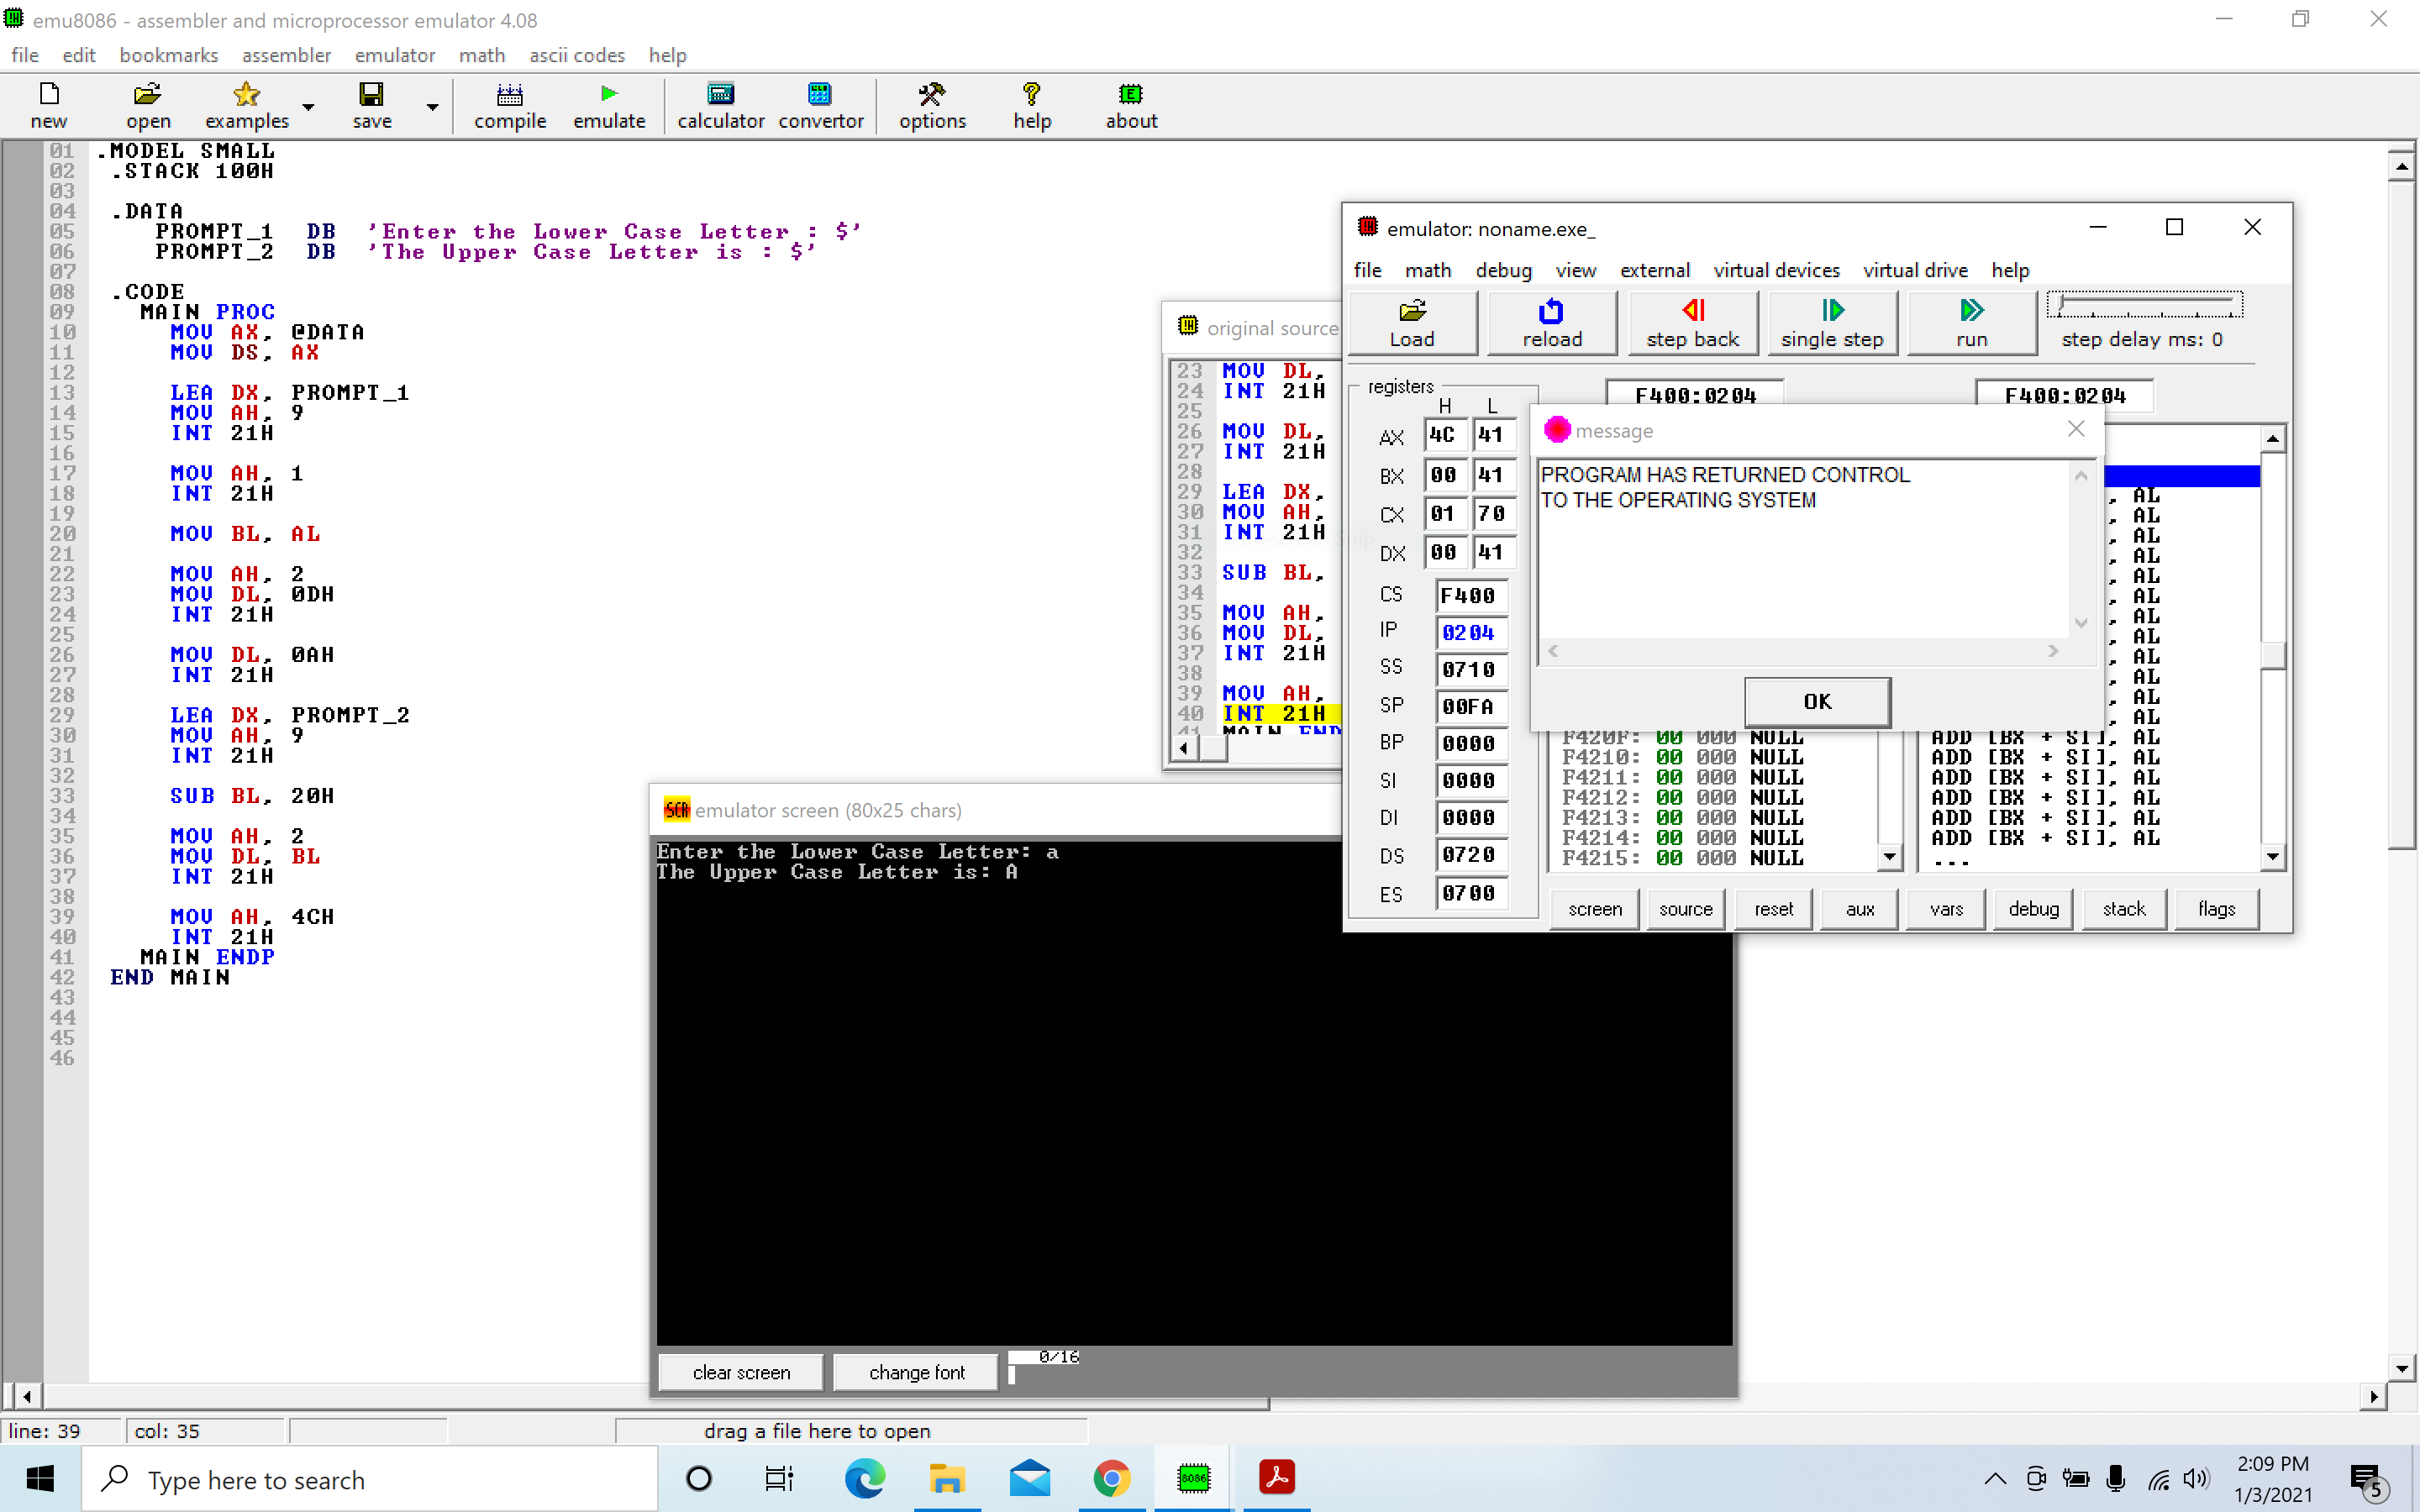 emu8086 - assembler and microprocessor emulator 4.08
file edit bookmarks assembler emulator math ascii codes help
new open examples save compile emulate calculator convertor options help about
01 .MODEL SMALL
02 .STACK 100H
03
04 .DATA
05 PROMPT_1 DB 'Enter the Lower Case Letter : $'
06 PROMPT_2 DB 'The Upper Case Letter is : $'
07
08 .CODE
09 MAIN PROC
10 MOV AX, @DATA
11 MOV DS, AX
12
13 LEA DX, PROMPT_1
14 MOV AH, 9
15 INT 21H
16
17 MOV AH, 1
18 INT 21H
19
20 MOV BL, AL
21
22 MOV AH, 2
23 MOV DL, 0DH
24 INT 21H
25
26 MOV DL, 0AH
27 INT 21H
28
29 LEA DX, PROMPT_2
30 MOV AH, 9
31 INT 21H
32
33 SUB BL, 20H
34
35 MOV AH, 2
36 MOV DL, BL
37 INT 21H
38
39 MOV AH, 4CH
40 INT 21H
41 MAIN ENDP
42 END MAIN
43
44
45
46
original source
23 MOV DL,
24 INT 21H
25
26 MOV DL,
27 INT 21H
28
29 LEA DX,
30 MOV AH,
31 INT 21H
32
33 SUB BL,
34
35 MOV AH,
36 MOV DL,
37 INT 21H
38
39 MOV AH,
40 INT 21H
41 MAIN END
emulator: noname.exe_
file math debug view external virtual devices virtual drive help
Load reload step back single step run step delay ms: 0
registers F400:0204 F400:0204
H L
AX 4C 41
BX 00 41
CX 01 70
DX 00 41
CS F400
IP 0204
SS 0710
SP 00FA
BP 0000
SI 0000
DI 0000
DS 0720
ES 0700
message
PROGRAM HAS RETURNED CONTROL
TO THE OPERATING SYSTEM
OK
, AL
, AL
, AL
, AL
, AL
, AL
, AL
, AL
, AL
, AL
, AL
, AL
F420F: 00 000 NULL ADD [BX + SI], AL
F4210: 00 000 NULL ADD [BX + SI], AL
F4211: 00 000 NULL ADD [BX + SI], AL
F4212: 00 000 NULL ADD [BX + SI], AL
F4213: 00 000 NULL ADD [BX + SI], AL
F4214: 00 000 NULL ADD [BX + SI], AL
F4215: 00 000 NULL ...
screen source reset aux vars debug stack flags
SCR emulator screen (80x25 chars)
Enter the Lower Case Letter: a
The Upper Case Letter is: A
clear screen change font 0/16
line: 39 col: 35 drag a file here to open
Type here to search
8086
2:09 PM
1/3/2021
5